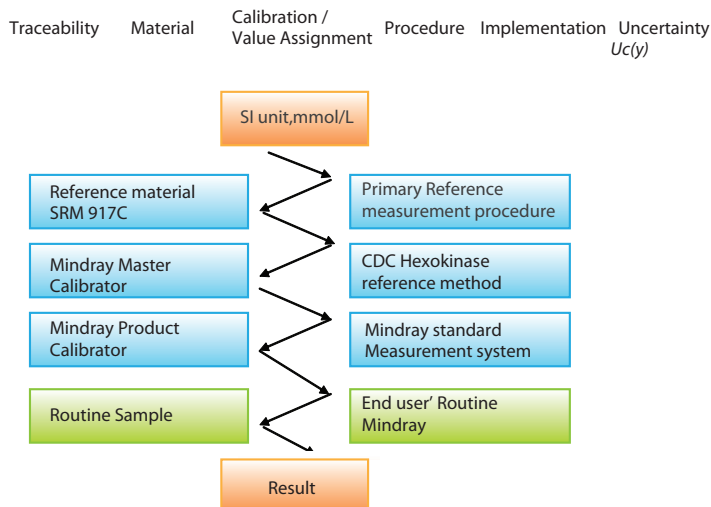 Traceability Material Calibration / Value Assignment Procedure Implementation Uncertainty
Uc(y)
SI unit,mmol/L
Reference material
SRM 917C
Primary Reference
measurement procedure
Mindray Master
Calibrator
CDC Hexokinase
reference method
Mindray Product
Calibrator
Mindray standard
Measurement system
Routine Sample
End user' Routine
Mindray
Result